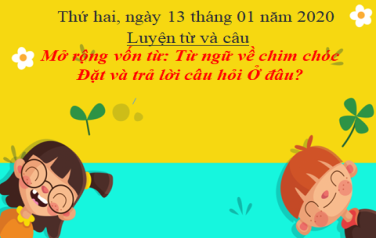 Thứ hai, ngày 13 tháng 01 năm 2020
Luyện từ và câu
Mở rộng vốn từ: Từ ngữ về chim chóc
Đặt và trả lời câu hỏi Ở đâu?